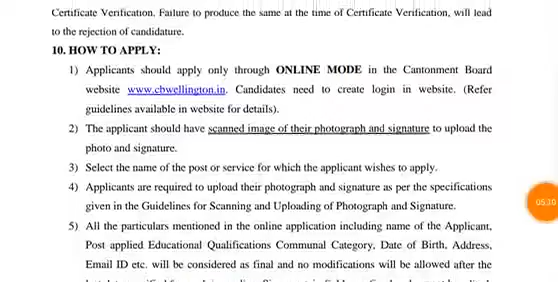 Certificate Verification. Failure to produce the same at the time of Certificate Verification, will lead
to the rejection of candidature.
10. HOW TO APPLY:
1) Applicants should apply only through ONLINE MODE in the Cantonment Board
website www.cbwellington.in. Candidates need to create login in website. (Refer
guidelines available in website for details).
2) The applicant should have scanned image of their photograph and signature to upload the
photo and signature.
3) Select the name of the post or service for which the applicant wishes to apply.
4) Applicants are required to upload their photograph and signature as per the specifications
given in the Guidelines for Scanning and Uploading of Photograph and Signature.
05:30
5) All the particulars mentioned in the online application including name of the Applicant,
Post applied Educational Qualifications Communal Category, Date of Birth, Address,
Email ID etc. will be considered as final and no modifications will be allowed after the